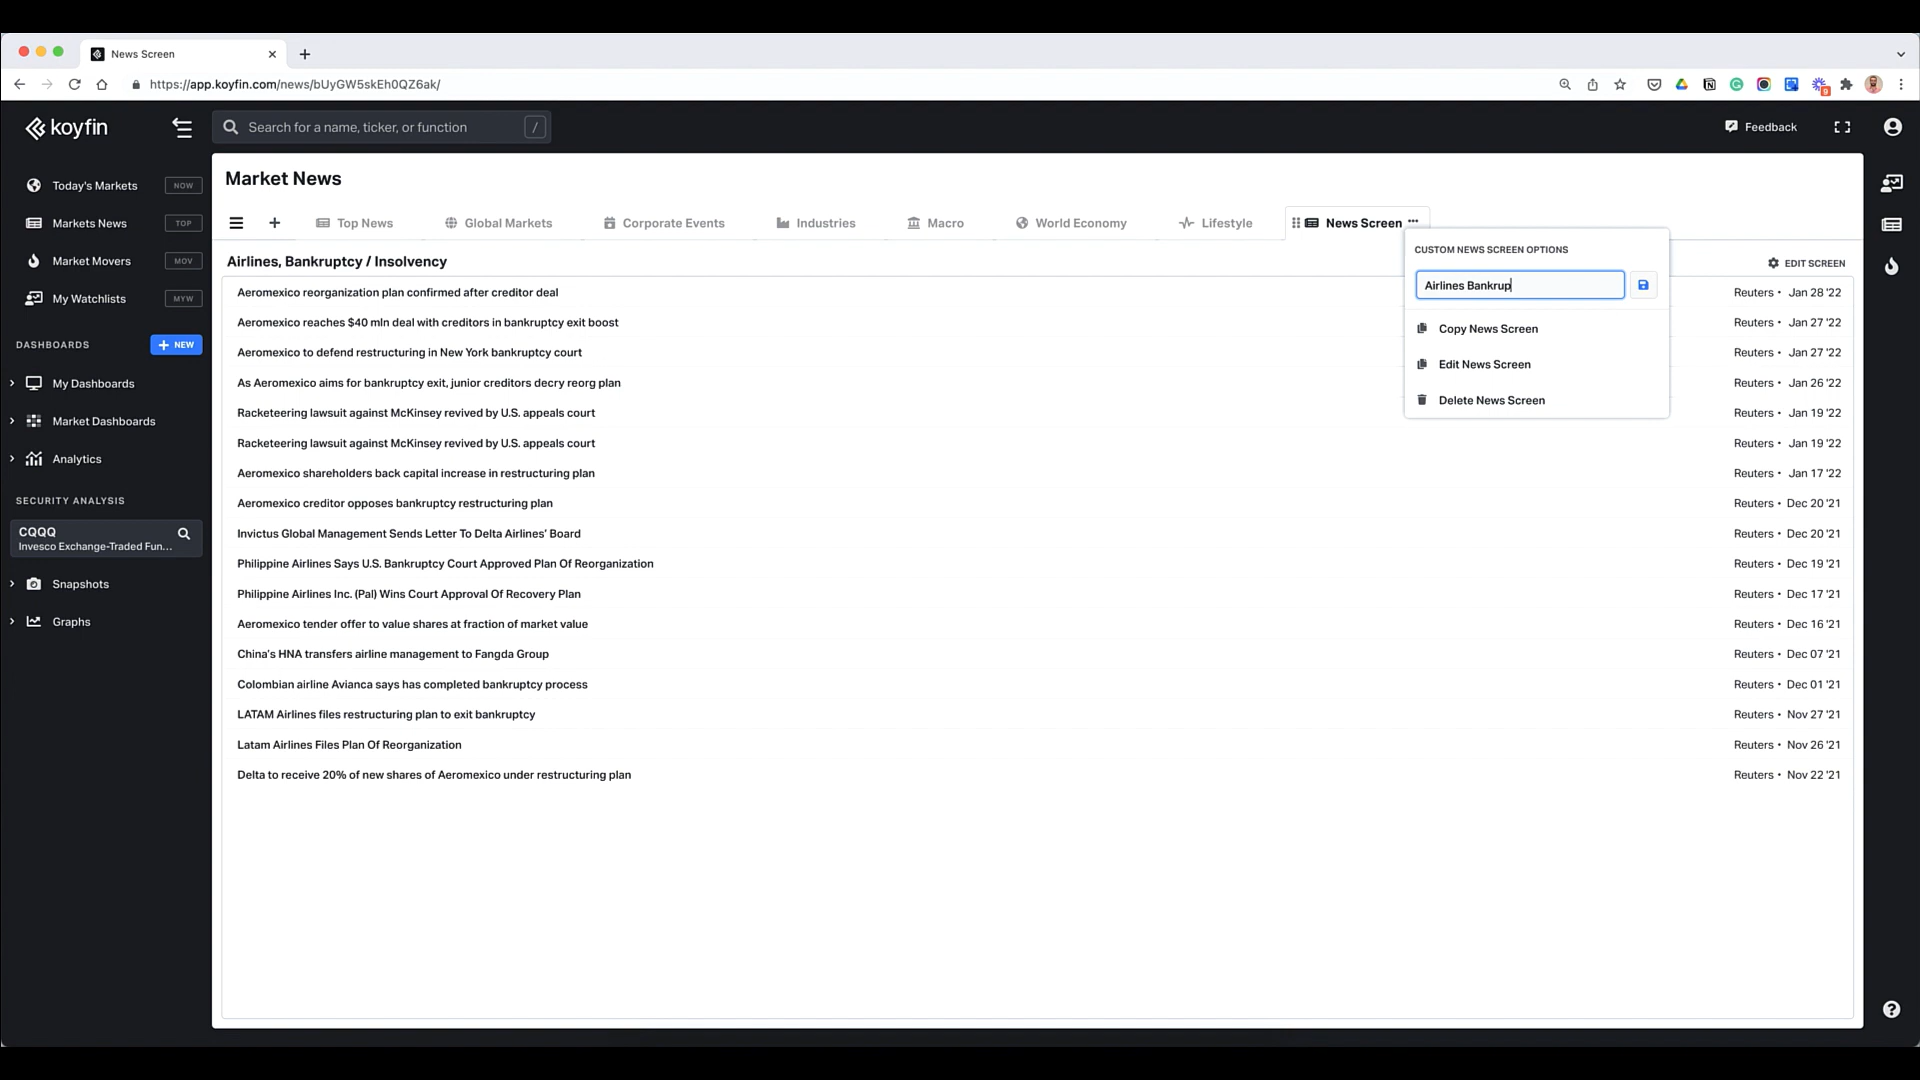 News Screen
https://app.koyfin.com/news/bUyGW5skEh0QZ6ak/
9
koyfin
Search for a name, ticker, or function /
Feedback
Today's Markets NOW
Markets News TOP
Market Movers MOV
My Watchlists MYW
DASHBOARDS + NEW
My Dashboards
Market Dashboards
Analytics
SECURITY ANALYSIS
CQQQ
Invesco Exchange-Traded Fun...
Snapshots
Graphs
Market News
Top News Global Markets Corporate Events Industries Macro World Economy Lifestyle News Screen ...
Airlines, Bankruptcy / Insolvency
EDIT SCREEN
CUSTOM NEWS SCREEN OPTIONS
Airlines Bankrup
Copy News Screen
Edit News Screen
Delete News Screen
Aeromexico reorganization plan confirmed after creditor deal Reuters • Jan 28 '22
Aeromexico reaches $40 mln deal with creditors in bankruptcy exit boost Reuters • Jan 27 '22
Aeromexico to defend restructuring in New York bankruptcy court Reuters • Jan 27 '22
As Aeromexico aims for bankruptcy exit, junior creditors decry reorg plan Reuters • Jan 26 '22
Racketeering lawsuit against McKinsey revived by U.S. appeals court Reuters • Jan 19 '22
Racketeering lawsuit against McKinsey revived by U.S. appeals court Reuters • Jan 19 '22
Aeromexico shareholders back capital increase in restructuring plan Reuters • Jan 17 '22
Aeromexico creditor opposes bankruptcy restructuring plan Reuters • Dec 20 '21
Invictus Global Management Sends Letter To Delta Airlines' Board Reuters • Dec 20 '21
Philippine Airlines Says U.S. Bankruptcy Court Approved Plan Of Reorganization Reuters • Dec 19 '21
Philippine Airlines Inc. (Pal) Wins Court Approval Of Recovery Plan Reuters • Dec 17 '21
Aeromexico tender offer to value shares at fraction of market value Reuters • Dec 16 '21
China's HNA transfers airline management to Fangda Group Reuters • Dec 07 '21
Colombian airline Avianca says has completed bankruptcy process Reuters • Dec 01 '21
LATAM Airlines files restructuring plan to exit bankruptcy Reuters • Nov 27 '21
Latam Airlines Files Plan Of Reorganization Reuters • Nov 26 '21
Delta to receive 20% of new shares of Aeromexico under restructuring plan Reuters • Nov 22 '21